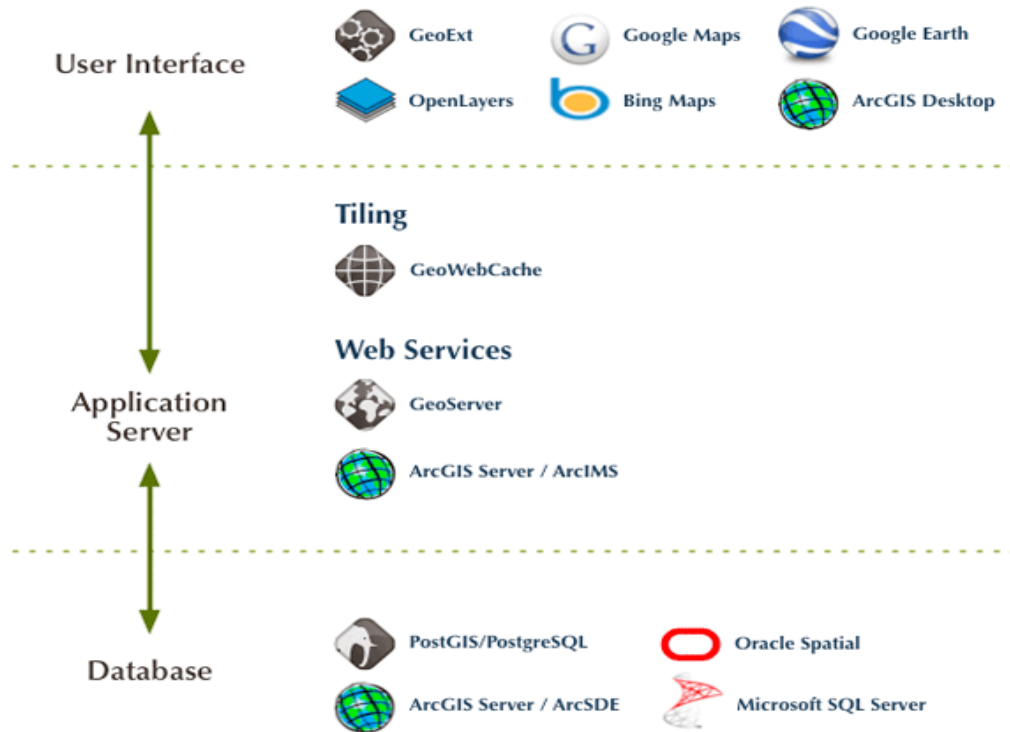 User Interface
GeoExt
Google Maps
Google Earth
OpenLayers
Bing Maps
ArcGIS Desktop
Tiling
GeoWebCache
Web Services
Application
Server
GeoServer
ArcGIS Server / ArcIMS
Database
PostGIS/PostgreSQL
Oracle Spatial
ArcGIS Server / ArcSDE
Microsoft SQL Server